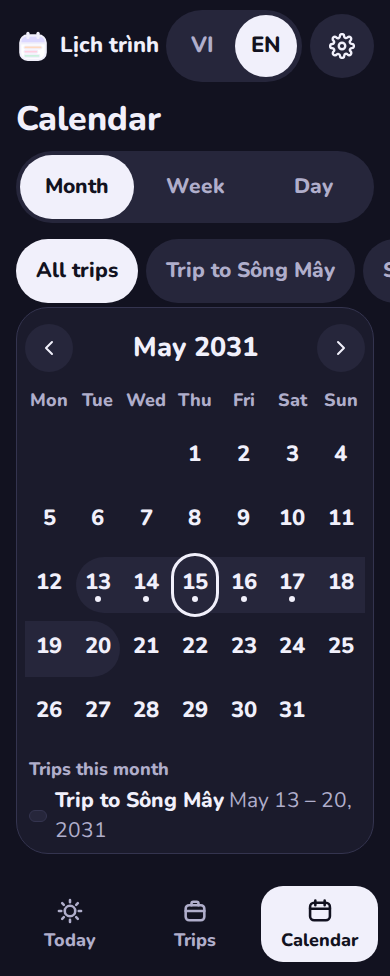 Lịch trình VI EN
Calendar
Month Week Day
All trips Trip to Sông Mây
May 2031
Mon Tue Wed Thu Fri Sat Sun
1 2 3 4
5 6 7 8 9 10 11
12 13 14 15 16 17 18
19 20 21 22 23 24 25
26 27 28 29 30 31
Trips this month
Trip to Sông Mây May 13 – 20,
2031
Today Trips Calendar